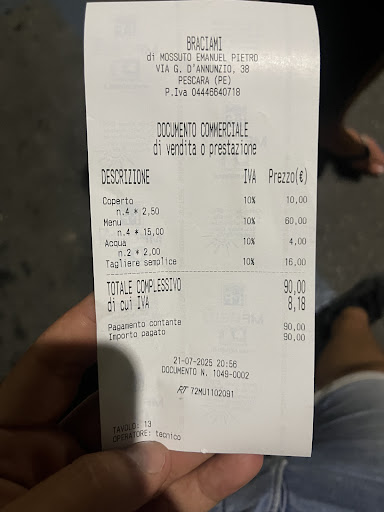 BRACIAMI
di MOSSUTO EMANUEL PIETRO
VIA G. D'ANNUNZIO, 38
PESCARA (PE)
P.Iva 04446640718
DOCUMENTO COMMERCIALE
di vendita o prestazione
DESCRIZIONE IVA Prezzo(€)
Coperto 10% 10,00
n.4 * 2,50
Menu 10% 60,00
n.4 * 15,00
Acqua 10% 4,00
n.2 * 2,00
Tagliere semplice 10% 16,00
TOTALE COMPLESSIVO 90,00
di cui IVA 8,18
Pagamento contante 90,00
Importo pagato 90,00
21-07-2025 20:56
DOCUMENTO N. 1049-0002
RT 72MU1102091
TAVOLO: 13
OPERATORE: tecnico